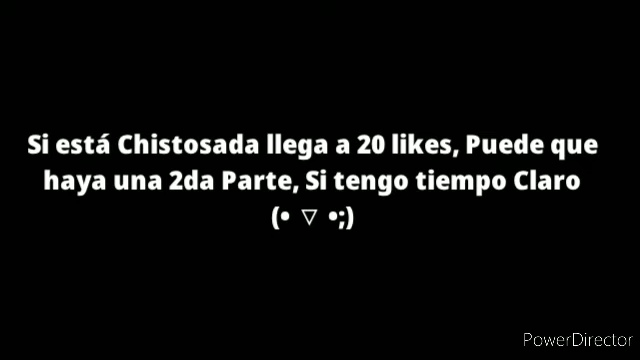 Si está Chistosada llega a 20 likes, Puede que
haya una 2da Parte, Si tengo tiempo Claro
(• ▽ •;)
PowerDirector